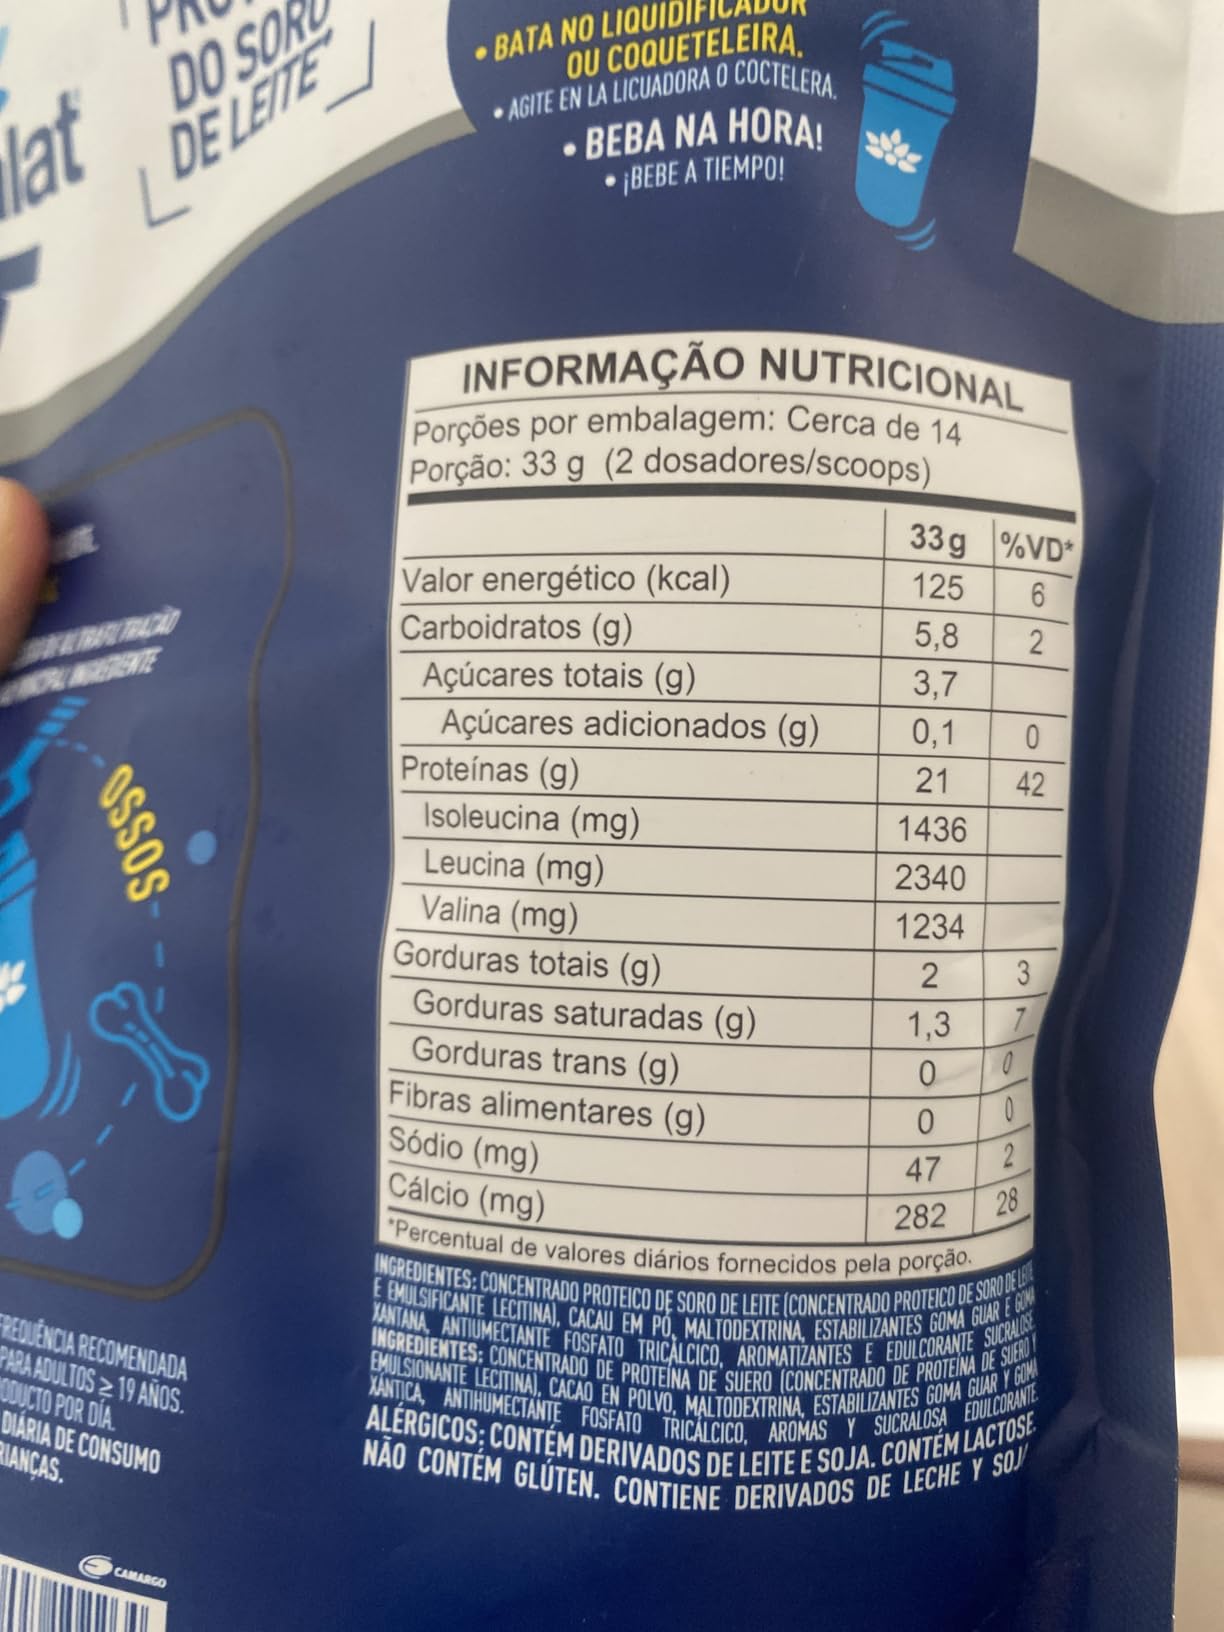 DO SORO
DE LEITE
lat
• BATA NO LIQUIDIFICADOR
OU COQUETELEIRA.
• AGITE EN LA LICUADORA O COCTELERA.
• BEBA NA HORA!
• ¡BEBE A TIEMPO!
INFORMAÇÃO NUTRICIONAL
Porções por embalagem: Cerca de 14
Porção: 33 g (2 dosadores/scoops)
33g %VD*
Valor energético (kcal) 125 6
Carboidratos (g) 5,8 2
Açúcares totais (g) 3,7
Açúcares adicionados (g) 0,1 0
Proteínas (g) 21 42
Isoleucina (mg) 1436
Leucina (mg) 2340
Valina (mg) 1234
Gorduras totais (g) 2 3
Gorduras saturadas (g) 1,3 7
Gorduras trans (g) 0 0
Fibras alimentares (g) 0 0
Sódio (mg) 47 2
Cálcio (mg) 282 28
*Percentual de valores diários fornecidos pela porção.
INGREDIENTES: CONCENTRADO PROTEICO DE SORO DE LEITE (CONCENTRADO PROTEICO DE SORO DE LEITE
E EMULSIFICANTE LECITINA), CACAU EM PÓ, MALTODEXTRINA, ESTABILIZANTES GOMA GUAR E GOMA
XANTANA, ANTIUMECTANTE FOSFATO TRICÁLCICO, AROMATIZANTES E EDULCORANTE SUCRALOSE.
INGREDIENTES: CONCENTRADO DE PROTEÍNA DE SUERO (CONCENTRADO DE PROTEÍNA DE SUERO Y
EMULSIONANTE LECITINA), CACAO EN POLVO, MALTODEXTRINA, ESTABILIZANTES GOMA GUAR Y GOMA
XÁNTICA, ANTIHUMECTANTE FOSFATO TRICÁLCICO, AROMAS Y SUCRALOSA EDULCORANTE.
ALÉRGICOS: CONTÉM DERIVADOS DE LEITE E SOJA. CONTÉM LACTOSE.
NÃO CONTÉM GLÚTEN. CONTIENE DERIVADOS DE LECHE Y SOJ
ULTRAFILTRAÇÃO
INGREDIENTE
OSSOS
FREQUÊNCIA RECOMENDADA
PARA ADULTOS ≥ 19 AÑOS.
ODUCTO POR DÍA.
DIÁRIA DE CONSUMO
RIANÇAS.
CAMARGO